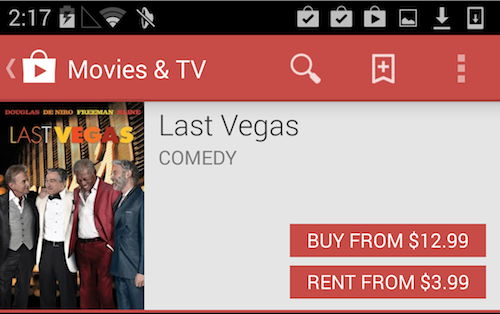 2:17
Movies & TV
DOUGLAS DE NIRO FREEMAN KLINE
LAST VEGAS
Last Vegas
COMEDY
BUY FROM $12.99
RENT FROM $3.99